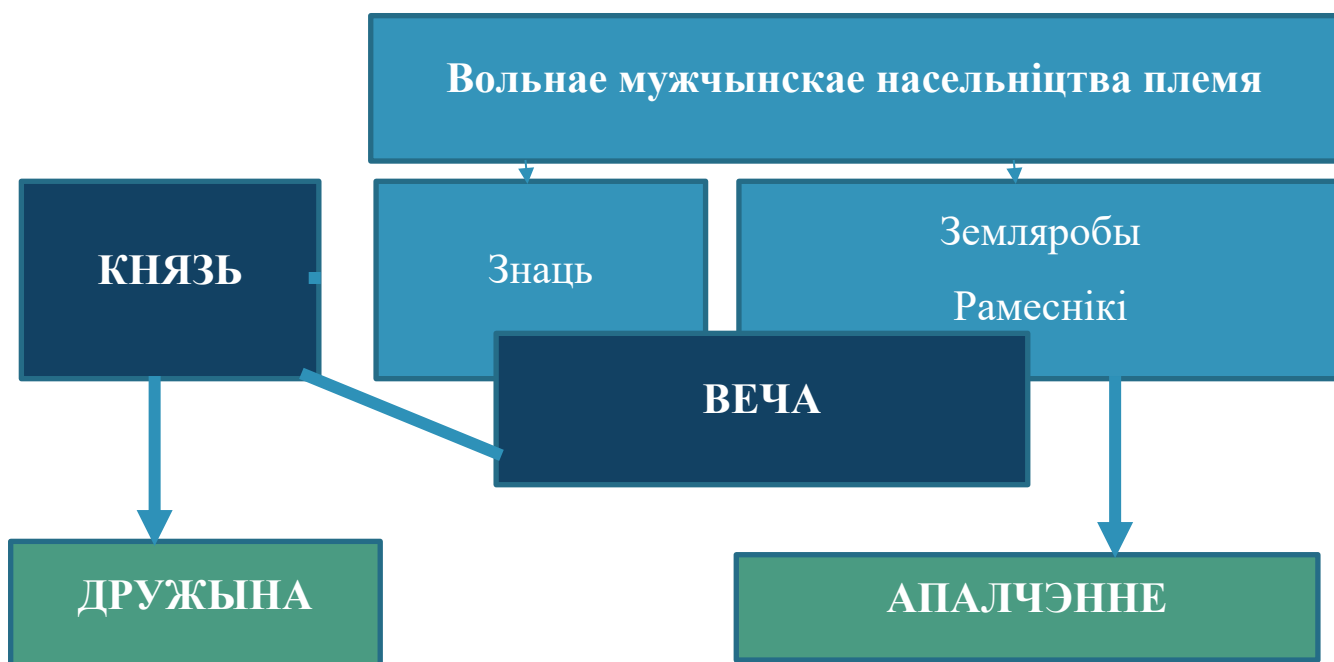 Вольнае мужчынскае насельніцтва племя
КНЯЗЬ
Знаць
Земляробы
Рамеснікі
ВЕЧА
ДРУЖЫНА
АПАЛЧЭННЕ